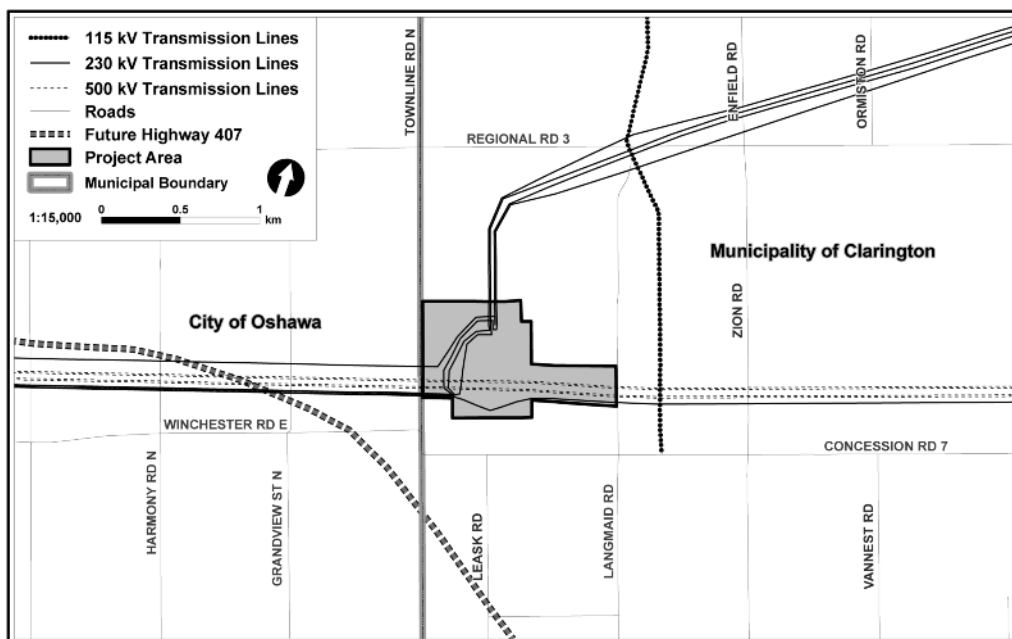 115 kV Transmission Lines
230 kV Transmission Lines
500 kV Transmission Lines
Roads
Future Highway 407
Project Area
Municipal Boundary
1:15,000
0 0.5 1
km
TOWNLINE RD N
REGIONAL RD 3
ENFIELD RD
ORMISTON RD
Municipality of Clarington
City of Oshawa
ZION RD
WINCHESTER RD E
CONCESSION RD 7
HARMONY RD N
GRANDVIEW ST N
LEASK RD
LANGMAID RD
VANNEST RD